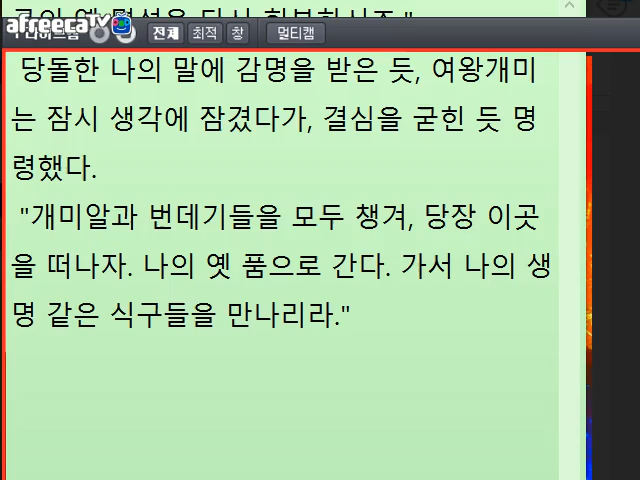 afreecaTV
전체 최적 창 멀티캠
당돌한 나의 말에 감명을 받은 듯, 여왕개미
는 잠시 생각에 잠겼다가, 결심을 굳힌 듯 명
령했다.
"개미알과 번데기들을 모두 챙겨, 당장 이곳
을 떠나자. 나의 옛 품으로 간다. 가서 나의 생
명 같은 식구들을 만나리라."